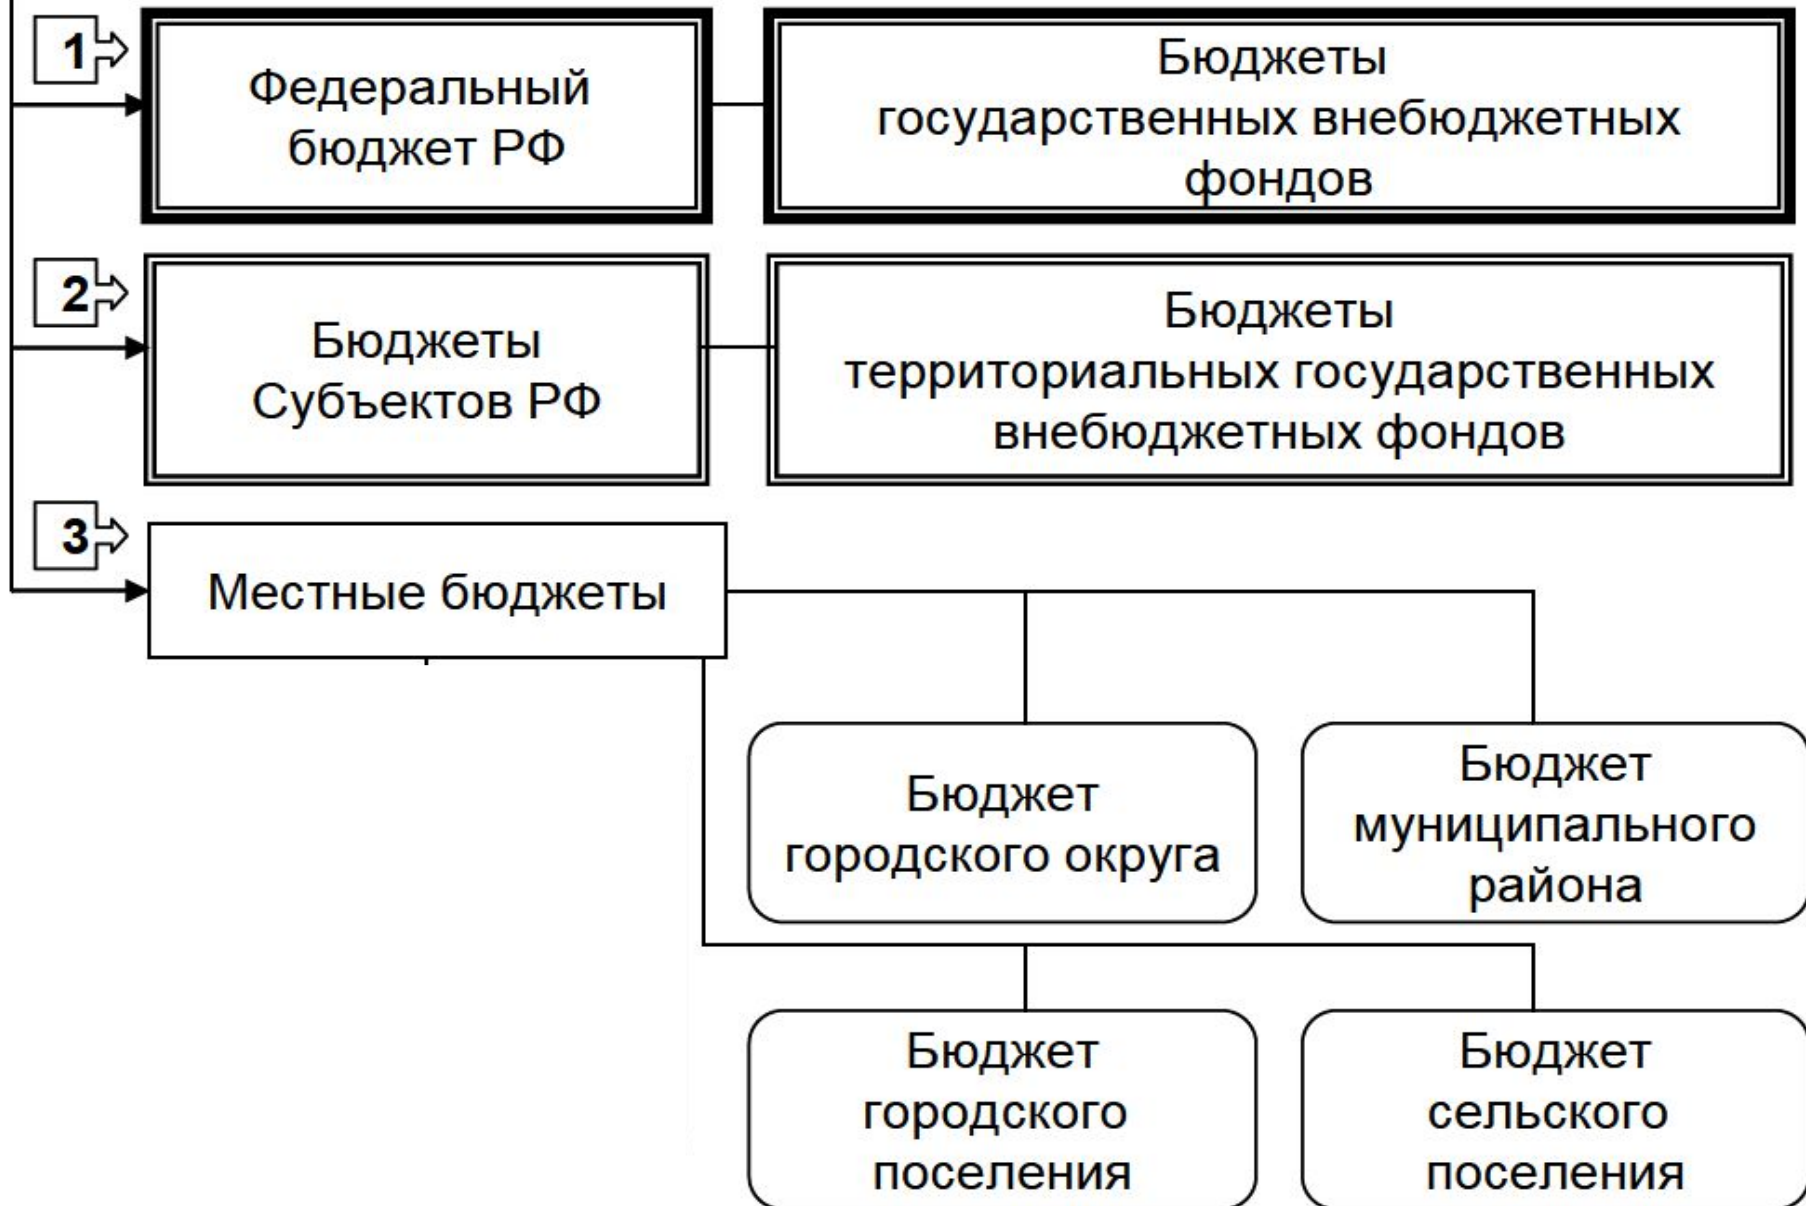 1
Федеральный
бюджет РФ
Бюджеты
государственных внебюджетных
фондов
2
Бюджеты
Субъектов РФ
Бюджеты
территориальных государственных
внебюджетных фондов
3
Местные бюджеты
Бюджет
городского округа
Бюджет
муниципального
района
Бюджет
городского
поселения
Бюджет
сельского
поселения